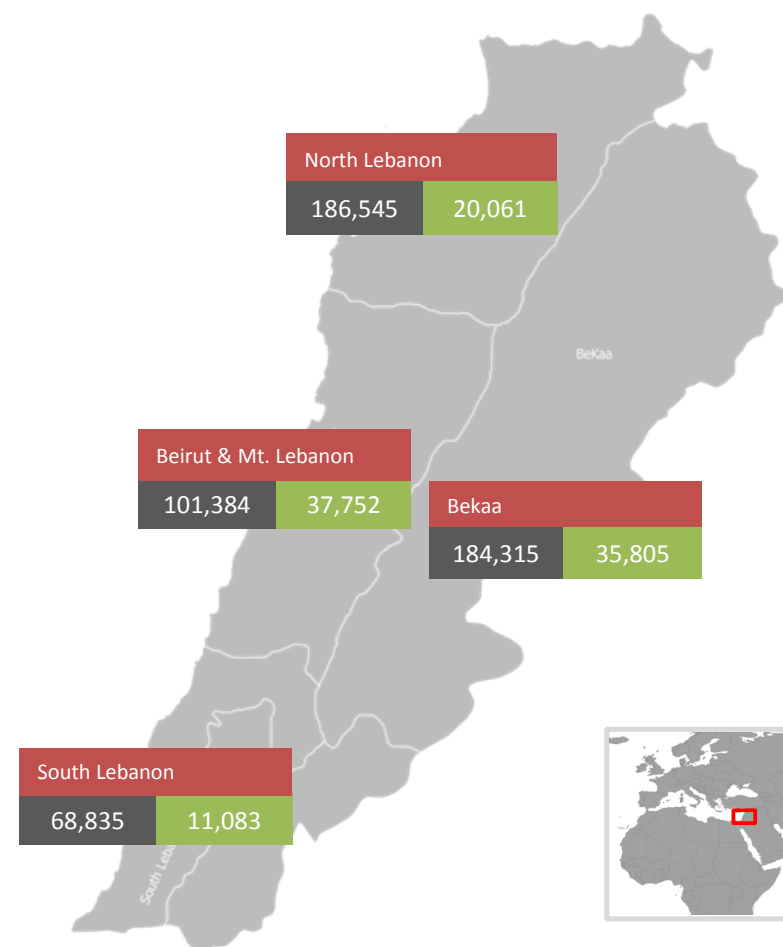 North Lebanon
186,545 20,061
BeKaa
Beirut & Mt. Lebanon
101,384 37,752
Bekaa
184,315 35,805
South Lebanon
68,835 11,083
South